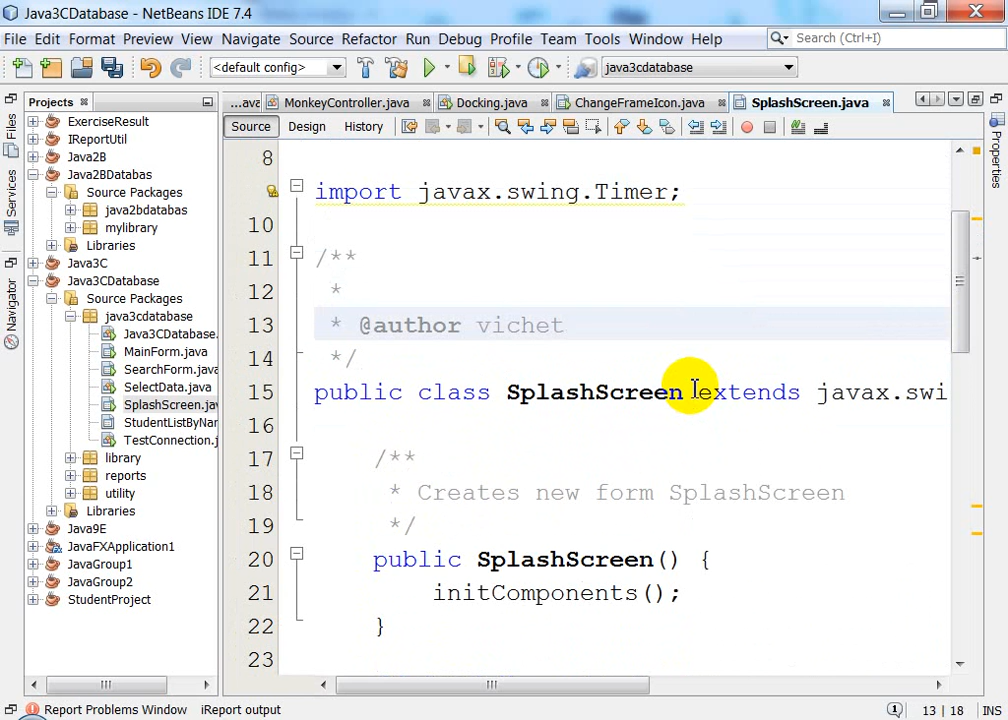 Java3CDatabase - NetBeans IDE 7.4
File Edit Format Preview View Navigate Source Refactor Run Debug Profile Team Tools Window Help
Search (Ctrl+I)
<default config>
java3cdatabase
Projects
...ava
MonkeyController.java
Docking.java
ChangeFrameIcon.java
SplashScreen.java
Source Design History
Files
Services
Navigator
Properties
ExerciseResult
IReportUtil
Java2B
Java2BDatabas
Source Packages
java2bdatabas
mylibrary
Libraries
Java3C
Java3CDatabase
Source Packages
java3cdatabase
Java3CDatabase.
MainForm.java
SearchForm.java
SelectData.java
SplashScreen.jav
StudentListByNar
TestConnection.j
library
reports
utility
Libraries
Java9E
JavaFXApplication1
JavaGroup1
JavaGroup2
StudentProject
8
import javax.swing.Timer;
10
11 /**
12 *
13 * @author vichet
14 */
15 public class SplashScreen extends javax.swi
16
17 /**
18 * Creates new form SplashScreen
19 */
20 public SplashScreen() {
21 initComponents();
22 }
23
Report Problems Window iReport output
13 | 18 INS